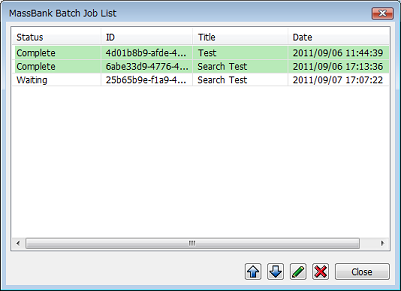 MassBank Batch Job List
Status ID Title Date
Complete 4d01b8b9-afde-4... Test 2011/09/06 11:44:39
Complete 6abe33d9-4776-4... Search Test 2011/09/06 17:13:36
Waiting 25b65b9e-f1a9-4... Search Test 2011/09/07 17:07:22
Close